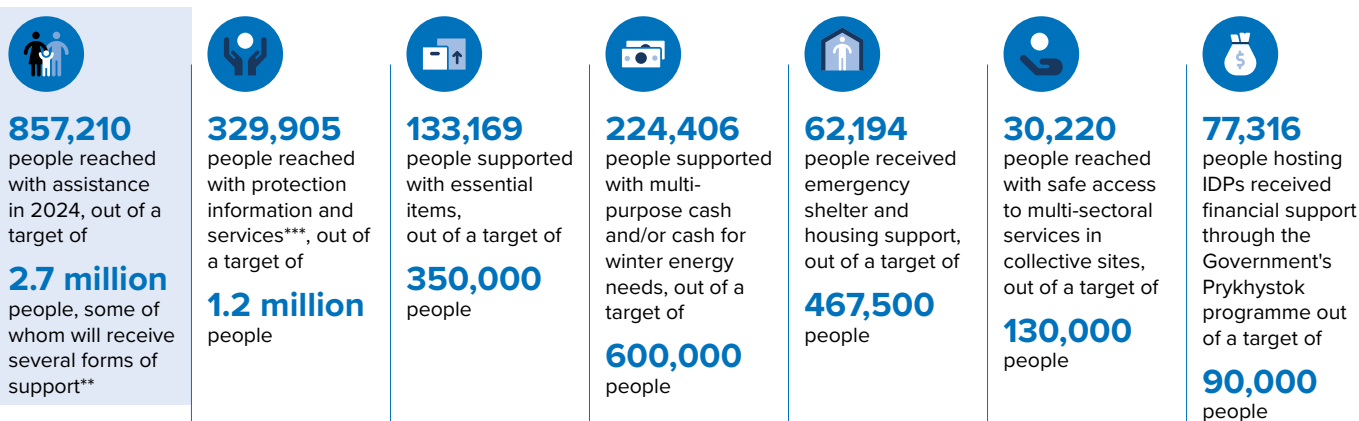 857,210
people reached
with assistance
in 2024, out of a
target of
2.7 million
people, some of
whom will receive
several forms of
support**
329,905
people reached
with protection
information and
services***, out of
a target of
1.2 million
people
133,169
people supported
with essential
items,
out of a target of
350,000
people
224,406
people supported
with multi-
purpose cash
and/or cash for
winter energy
needs, out of a
target of
600,000
people
62,194
people received
emergency
shelter and
housing support,
out of a target of
467,500
people
30,220
people reached
with safe access
to multi-sectoral
services in
collective sites,
out of a target of
130,000
people
$
77,316
people hosting
IDPs received
financial support
through the
Government's
Prykhystok
programme out
of a target of
90,000
people